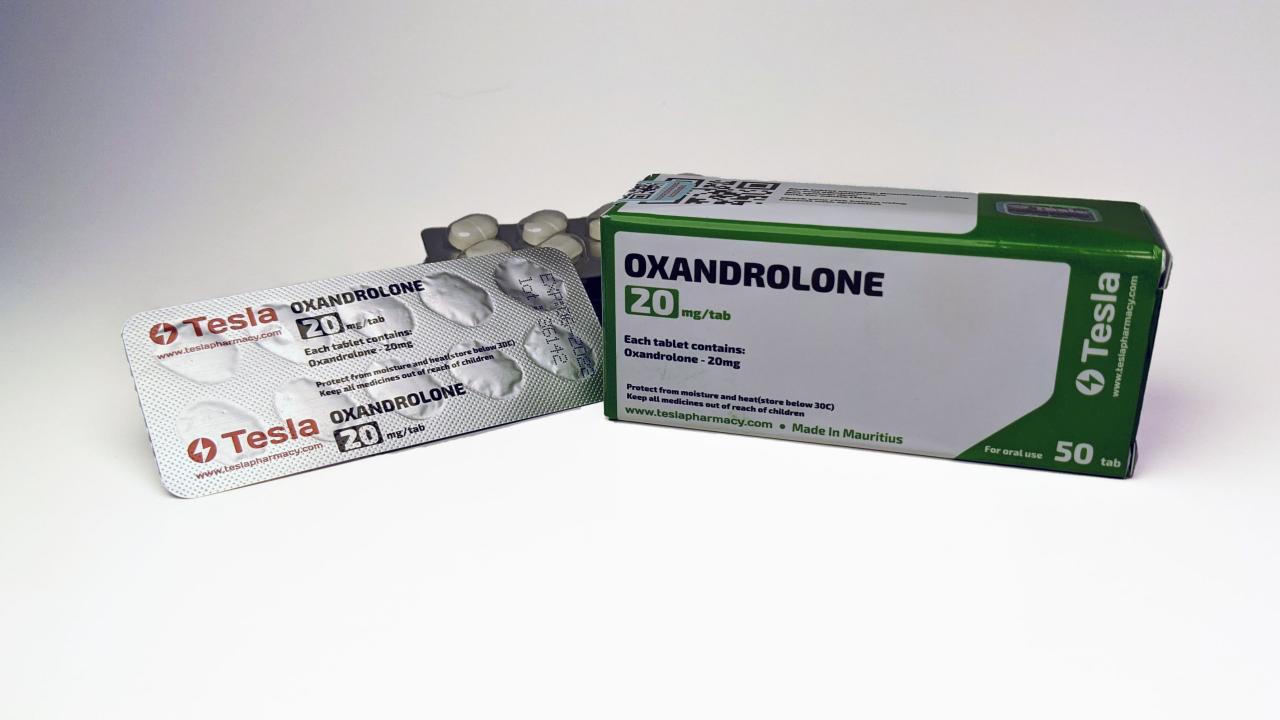 Tesla
www.teslapharmacy.com
OXANDROLONE
20 mg/tab
Each tablet contains:
Oxandrolone - 20mg
Protect from moisture and heat(store below 30C)
Keep all medicines out of reach of children
Tesla
www.teslapharmacy.com
OXANDROLONE
20 mg/tab
OXANDROLONE
20 mg/tab
Each tablet contains:
Oxandrolone - 20mg
Protect from moisture and heat(store below 30C)
Keep all medicines out of reach of children
www.teslapharmacy.com • Made In Mauritius
Tesla
www.teslapharmacy.com
For oral use 50 tab
Tesla